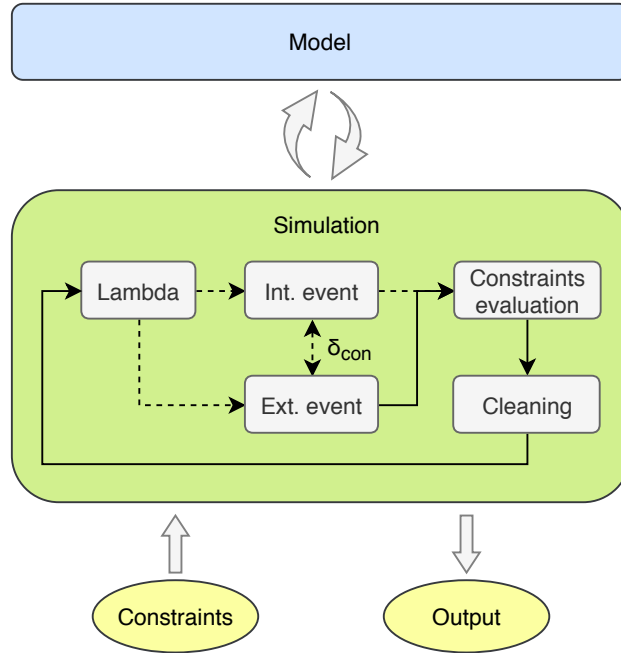 Model
Simulation
Lambda
Int. event
Constraints
evaluation
δcon
Ext. event
Cleaning
Constraints
Output